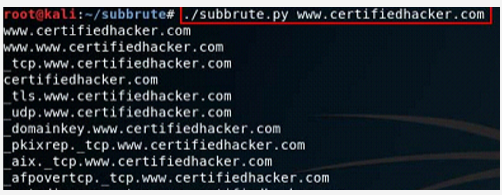 root@kali:~/subbrute# ./subbrute.py www.certifiedhacker.com
www.certifiedhacker.com
www.www.certifiedhacker.com
_tcp.www.certifiedhacker.com
certifiedhacker.com
_tls.www.certifiedhacker.com
_udp.www.certifiedhacker.com
_domainkey.www.certifiedhacker.com
_pkixrep._tcp.www.certifiedhacker.com
_aix._tcp.www.certifiedhacker.com
_afpovertcp._tcp.www.certifiedhacker.com